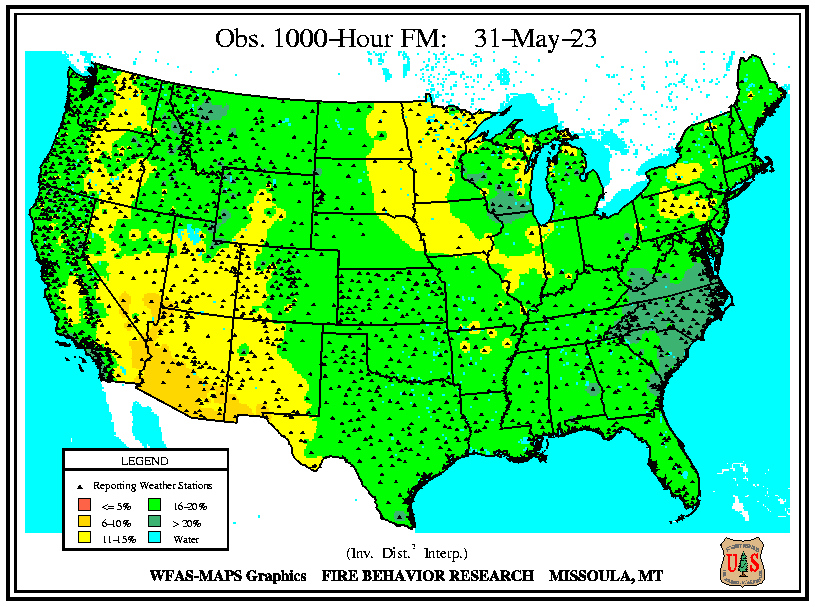 Obs. 1000-Hour FM: 31-May-23
LEGEND
Reporting Weather Stations
<= 5%
16-20%
6-10%
> 20%
11-15%
Water
(Inv. Dist.² Interp.)
WFAS-MAPS Graphics FIRE BEHAVIOR RESEARCH MISSOULA, MT
U S